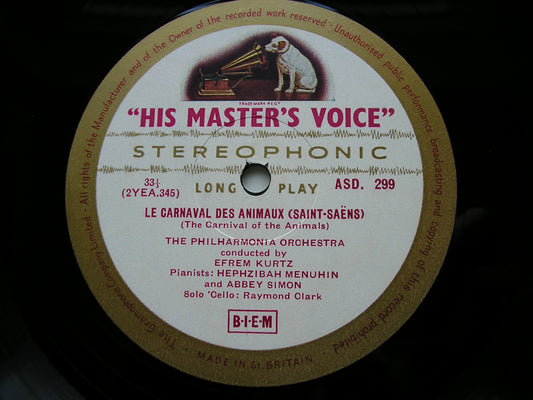 All rights of the Manufacturer and of the Owner of the recorded work reserved · Unauthorised public performance, broadcasting and copying of this record prohibited
The Gramophone Company Limited ·
TRADE MARK REGD
"HIS MASTER'S VOICE"
STEREOPHONIC
33⅓
(2YEA.345)
LONG PLAY
ASD. 299
LE CARNAVAL DES ANIMAUX (SAINT-SAËNS)
(The Carnival of the Animals)
THE PHILHARMONIA ORCHESTRA
conducted by
EFREM KURTZ
Pianists: HEPHZIBAH MENUHIN
and ABBEY SIMON
Solo 'Cello: Raymond Clark
B·I·E·M
· MADE IN Gt. BRITAIN ·